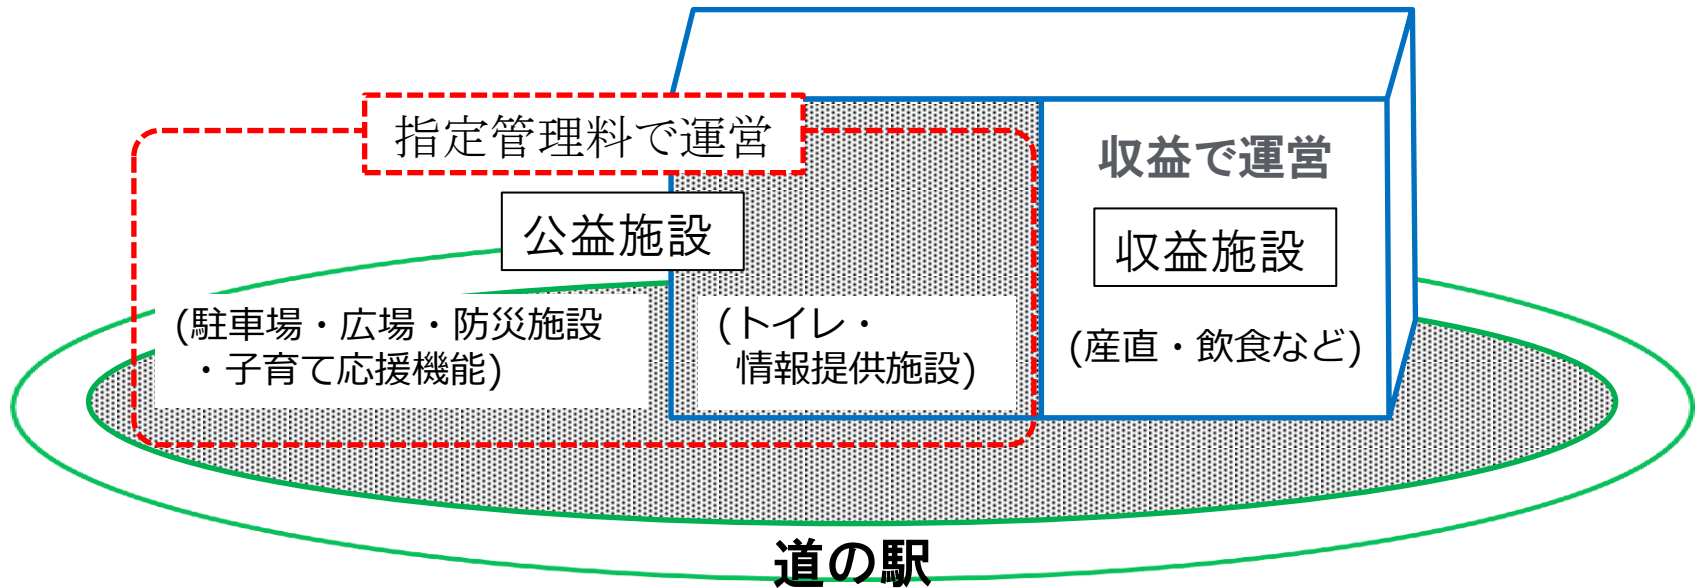 指定管理料で運営
収益で運営
公益施設
収益施設
(駐車場・広場・防災施設
・子育て応援機能)
(トイレ・
情報提供施設)
(産直・飲食など)
道の駅